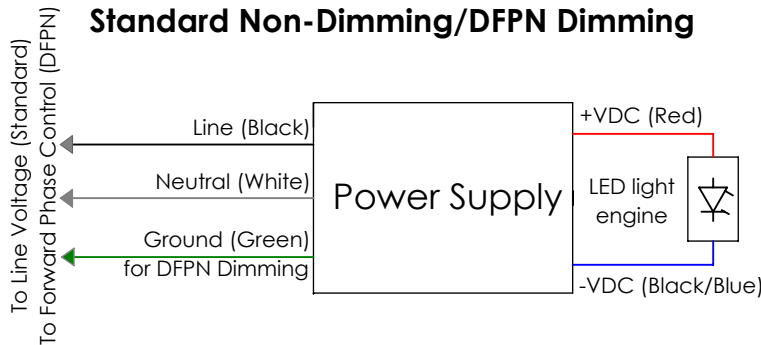 Standard Non-Dimming/DFPN Dimming
To Line Voltage (Standard)
To Forward Phase Control (DFPN)
Line (Black)
Neutral (White)
Ground (Green)
for DFPN Dimming
Power Supply
+VDC (Red)
LED light
engine
-VDC (Black/Blue)